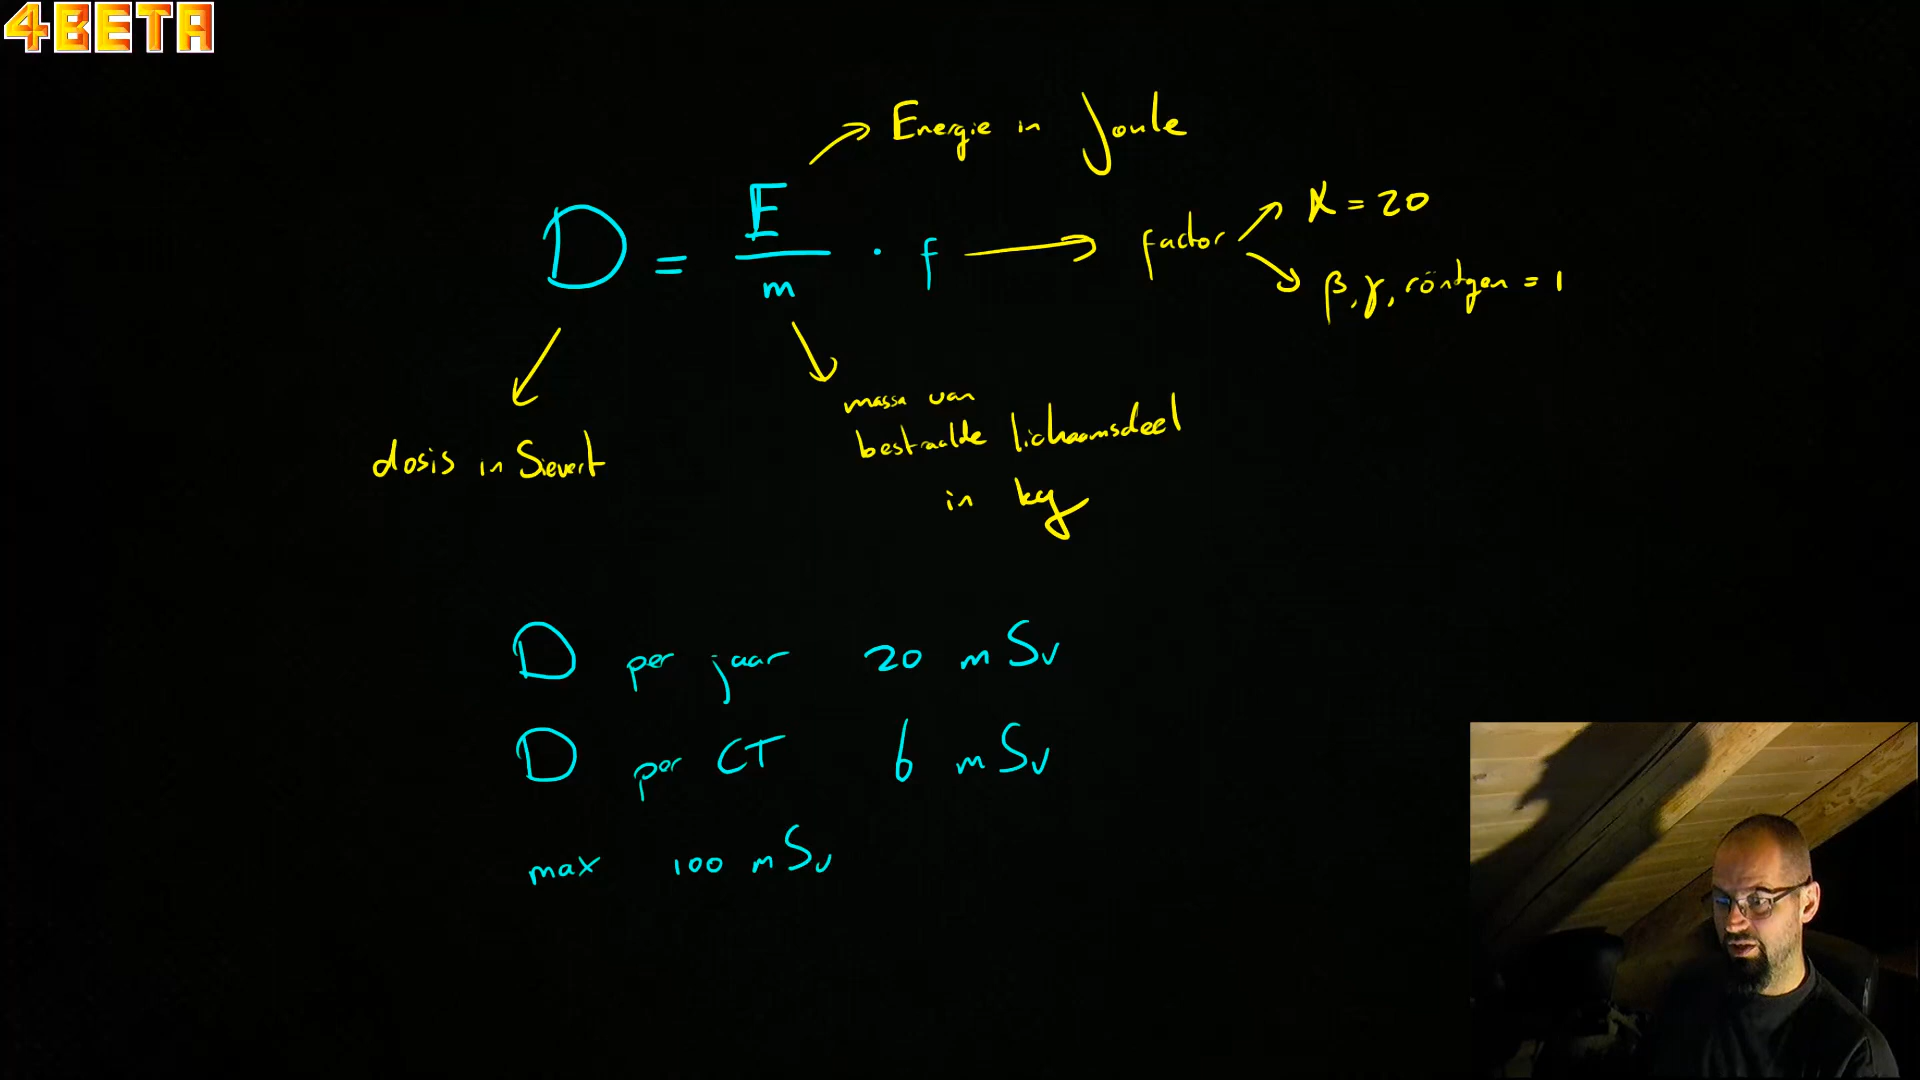 4BETA
Energie in Joule
D = E/m · f
factor
α = 20
β, γ, röntgen = 1
dosis in Sievert
massa van
bestraalde lichaamsdeel
in kg
D per jaar 20 mSv
D per CT 6 mSv
max 100 mSv